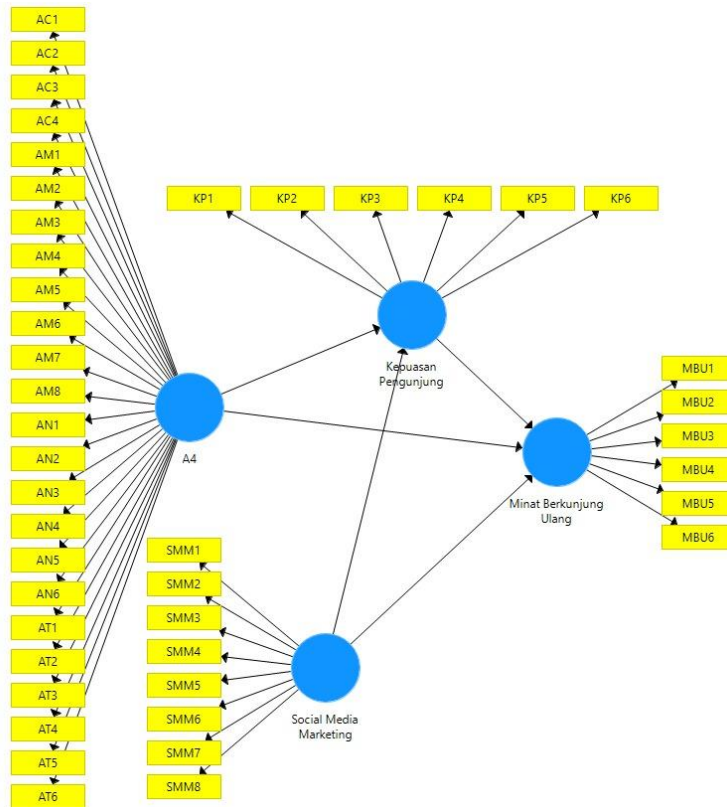 AC1
AC2
AC3
AC4
AM1
AM2
AM3
AM4
AM5
AM6
AM7
AM8
AN1
AN2
AN3
AN4
AN5
AN6
AT1
AT2
AT3
AT4
AT5
AT6
A4
KP1
KP2
KP3
KP4
KP5
KP6
Kepuasan
Pengunjung
MBU1
MBU2
MBU3
MBU4
MBU5
MBU6
Minat Berkunjung
Ulang
SMM1
SMM2
SMM3
SMM4
SMM5
SMM6
SMM7
SMM8
Social Media
Marketing